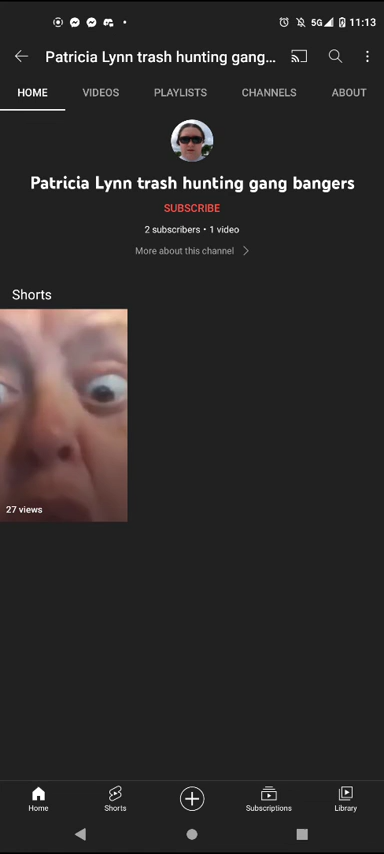 5G 11:13
Patricia Lynn trash hunting gang...
HOME VIDEOS PLAYLISTS CHANNELS ABOUT
Patricia Lynn trash hunting gang bangers
SUBSCRIBE
2 subscribers • 1 video
More about this channel
Shorts
27 views
Home Shorts Subscriptions Library